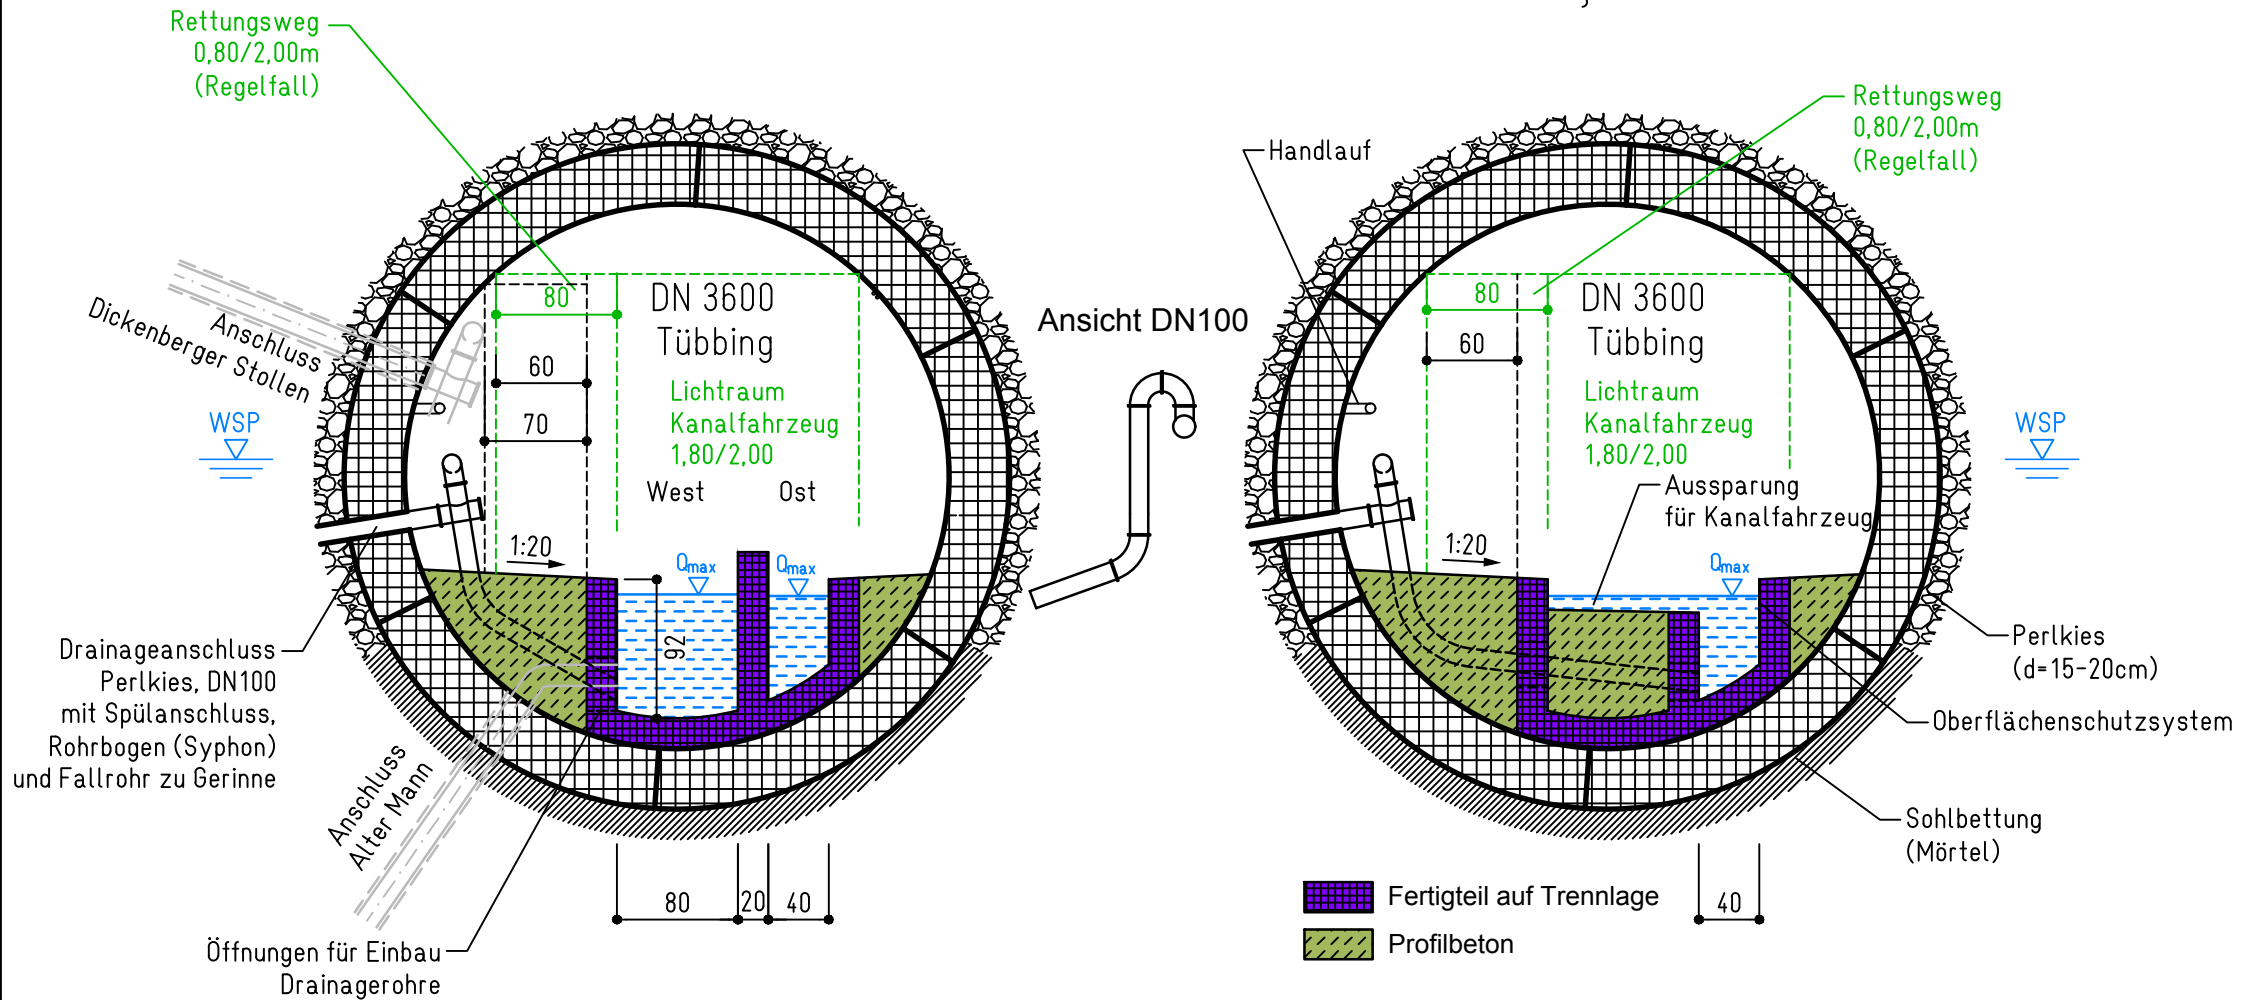 Rettungsweg
0,80/2,00m
(Regelfall)
80
DN 3600
Tübbing
60
70
Lichtraum
Kanalfahrzeug
1,80/2,00
West Ost
Anschluss
Dickenberger Stollen
WSP
1:20
Qmax
Qmax
92
Drainageanschluss
Perlkies, DN100
mit Spülanschluss,
Rohrbogen (Syphon)
und Fallrohr zu Gerinne
Anschluss
Alter Mann
80 20 40
Öffnungen für Einbau
Drainagerohre
Ansicht DN100
Handlauf
Rettungsweg
0,80/2,00m
(Regelfall)
80
DN 3600
Tübbing
60
Lichtraum
Kanalfahrzeug
1,80/2,00
WSP
Aussparung
für Kanalfahrzeug
1:20
Qmax
Perlkies
(d=15-20cm)
Oberflächenschutzsystem
Sohlbettung
(Mörtel)
40
Fertigteil auf Trennlage
Profilbeton